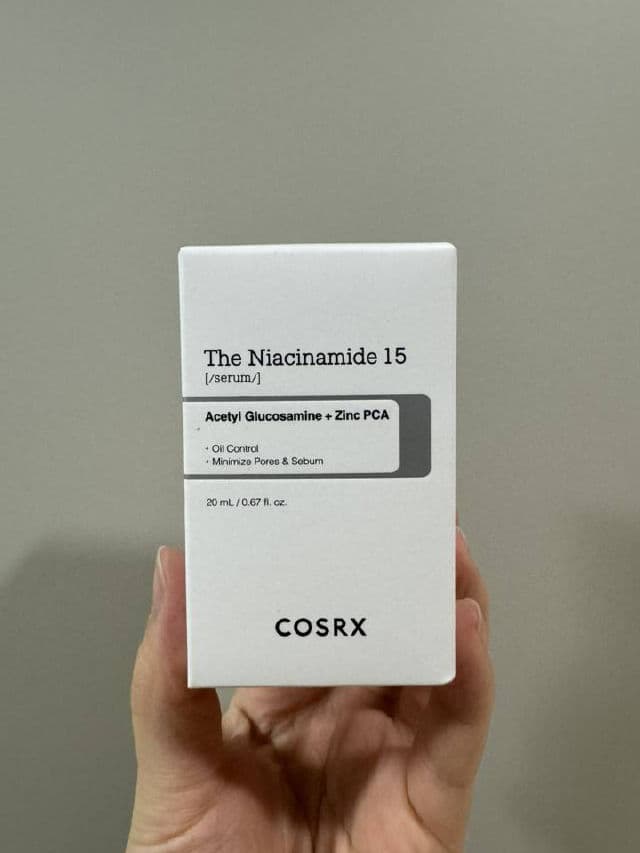 The Niacinamide 15
[/serum/]
Acetyl Glucosamine + Zinc PCA
· Oil Control
· Minimize Pores & Sebum
20 mL / 0.67 fl. oz.
COSRX